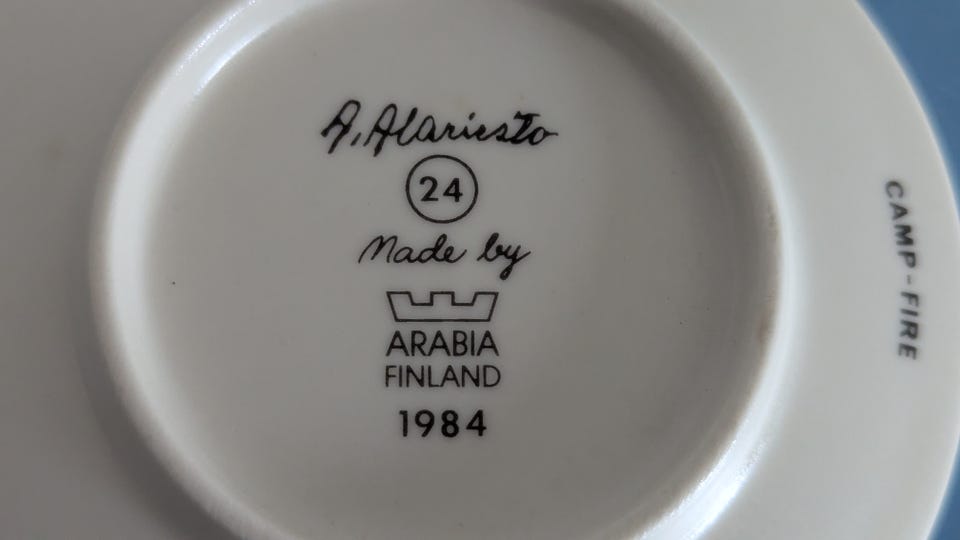 A. Alariesto
24
Made by
ARABIA
FINLAND
1984
CAMP-FIRE